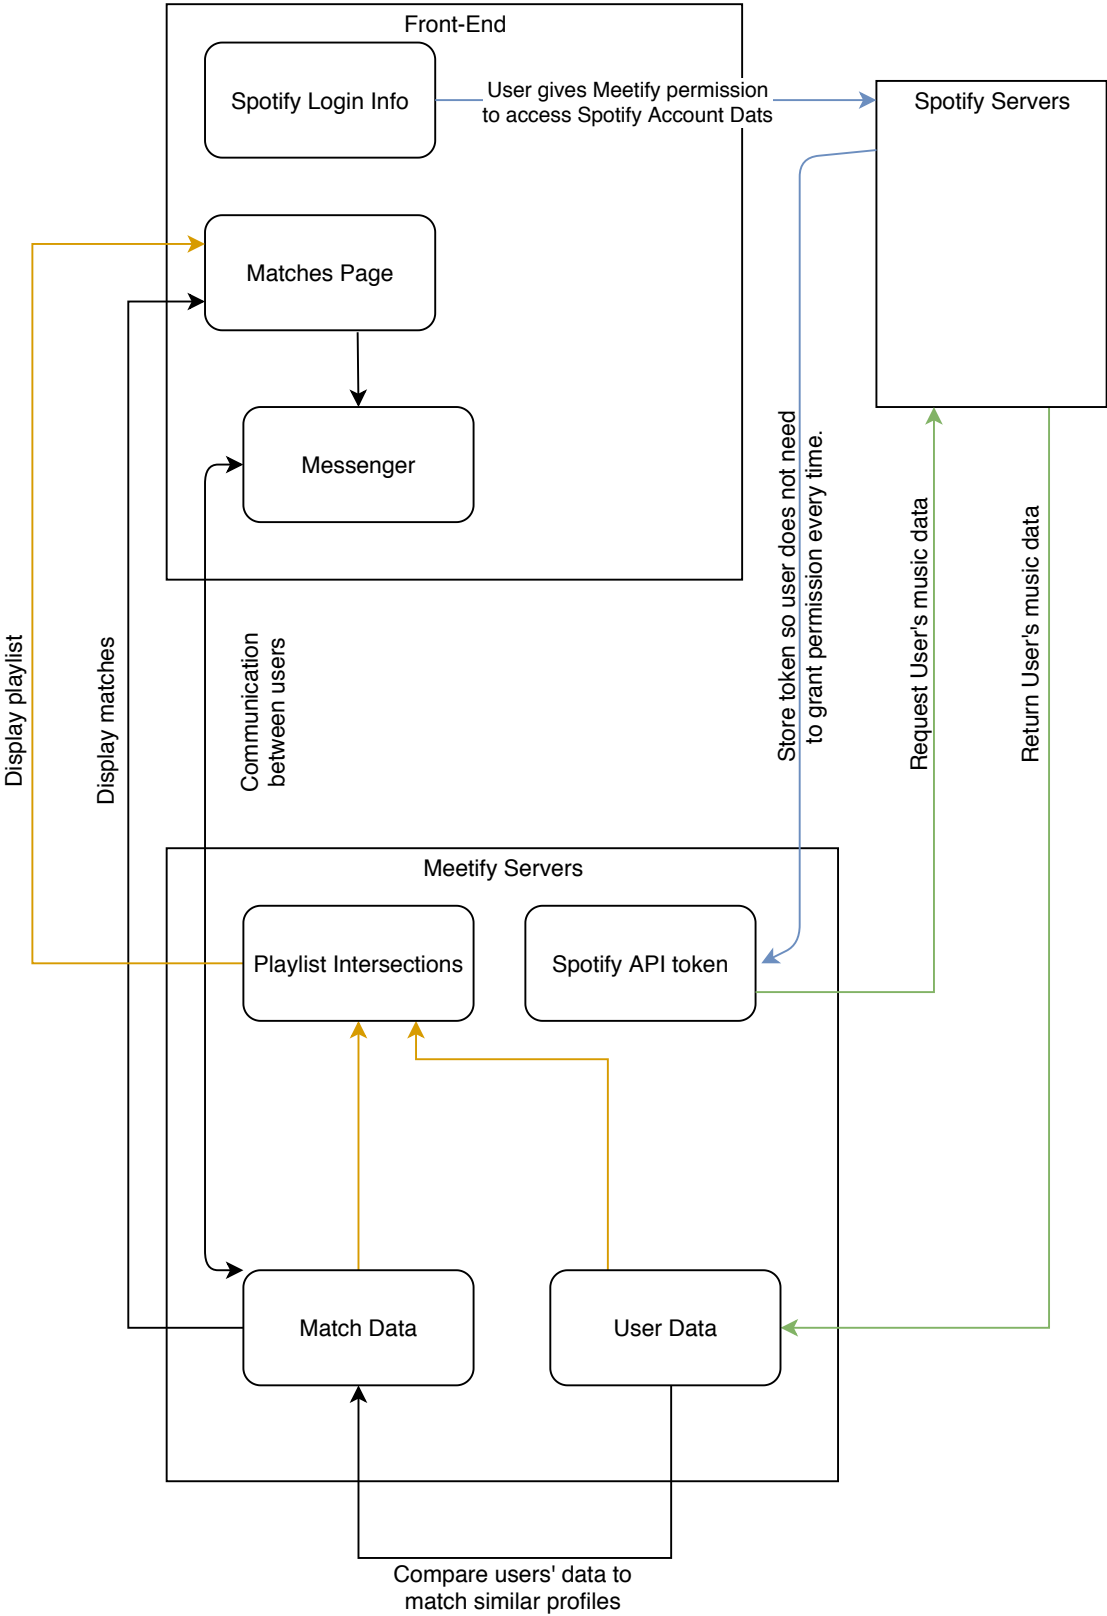 Front-End
Spotify Login Info
User gives Meetify permission
to access Spotify Account Dats
Spotify Servers
Matches Page
Messenger
Display playlist
Display matches
Communication
between users
Store token so user does not need
to grant permission every time.
Request User's music data
Return User's music data
Meetify Servers
Playlist Intersections
Spotify API token
Match Data
User Data
Compare users' data to
match similar profiles